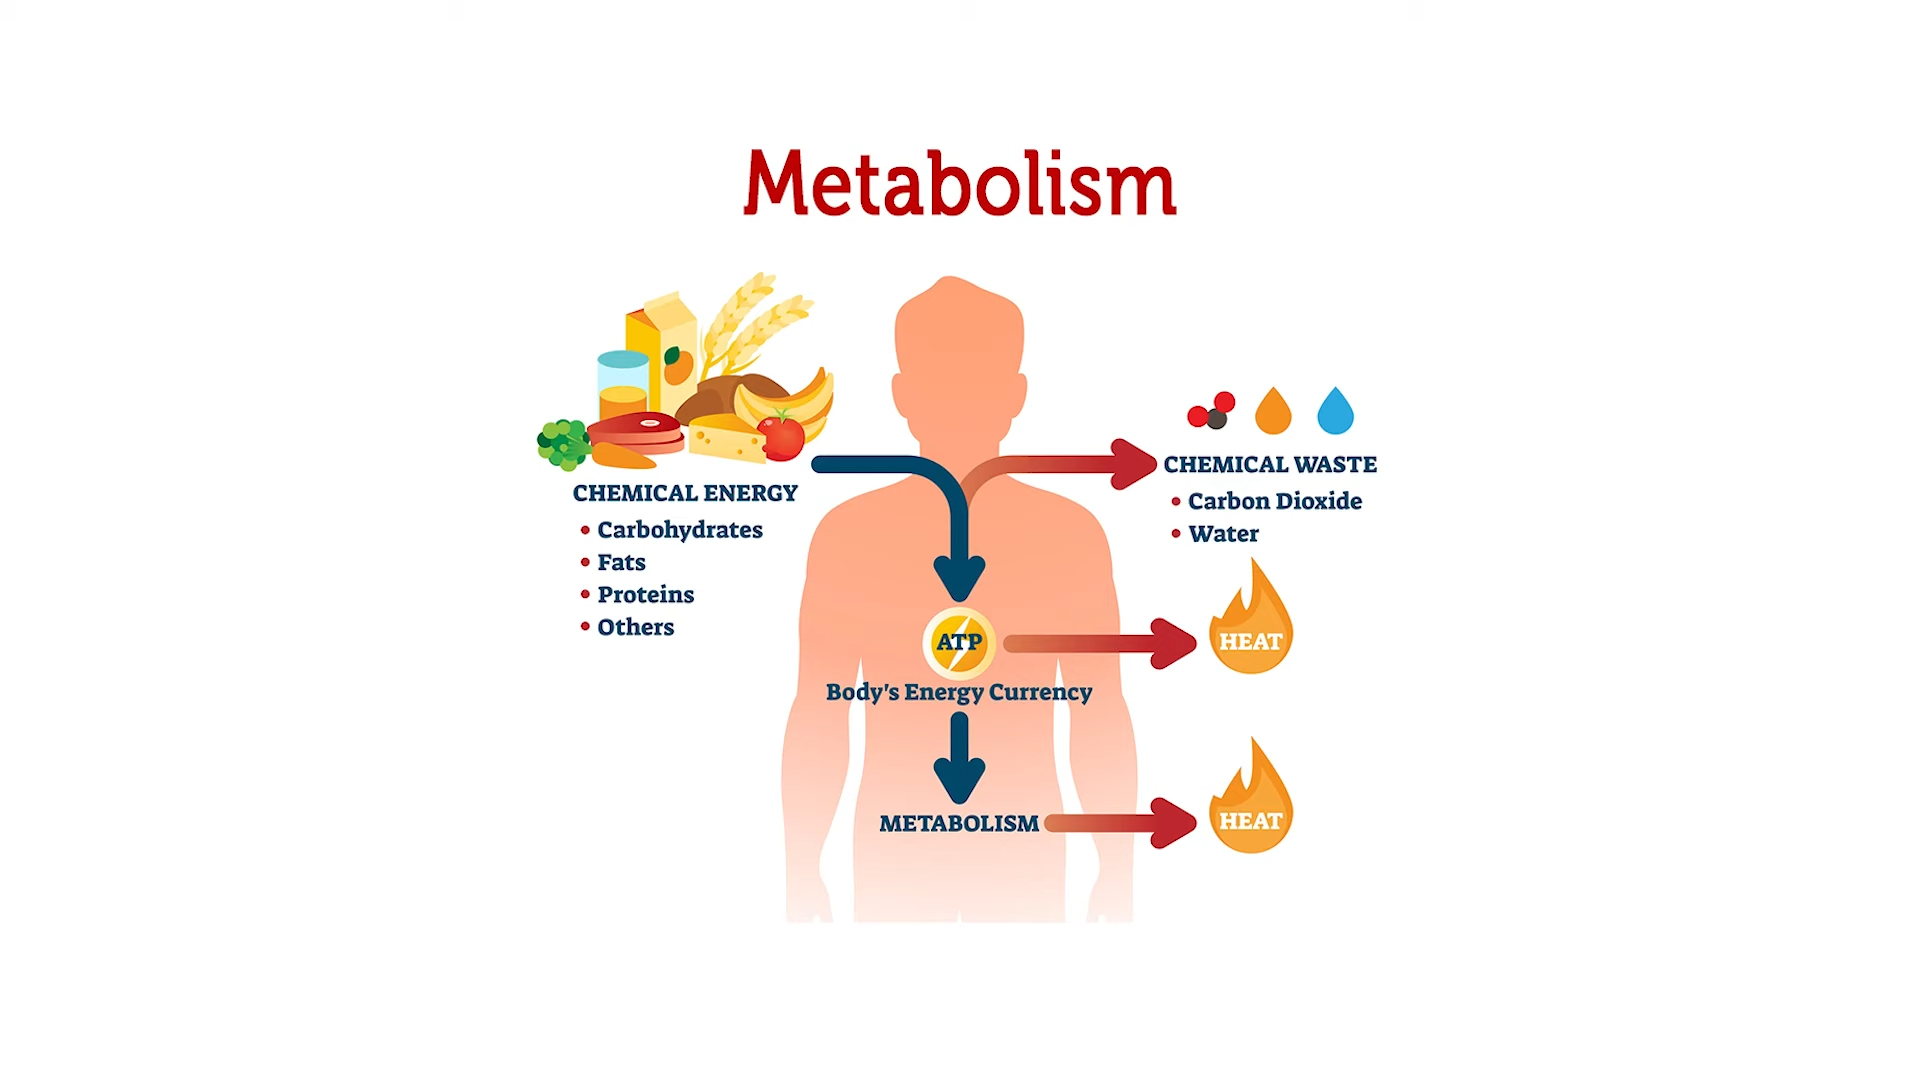 Metabolism
CHEMICAL ENERGY
• Carbohydrates
• Fats
• Proteins
• Others
CHEMICAL WASTE
• Carbon Dioxide
• Water
ATP
HEAT
Body's Energy Currency
METABOLISM
HEAT